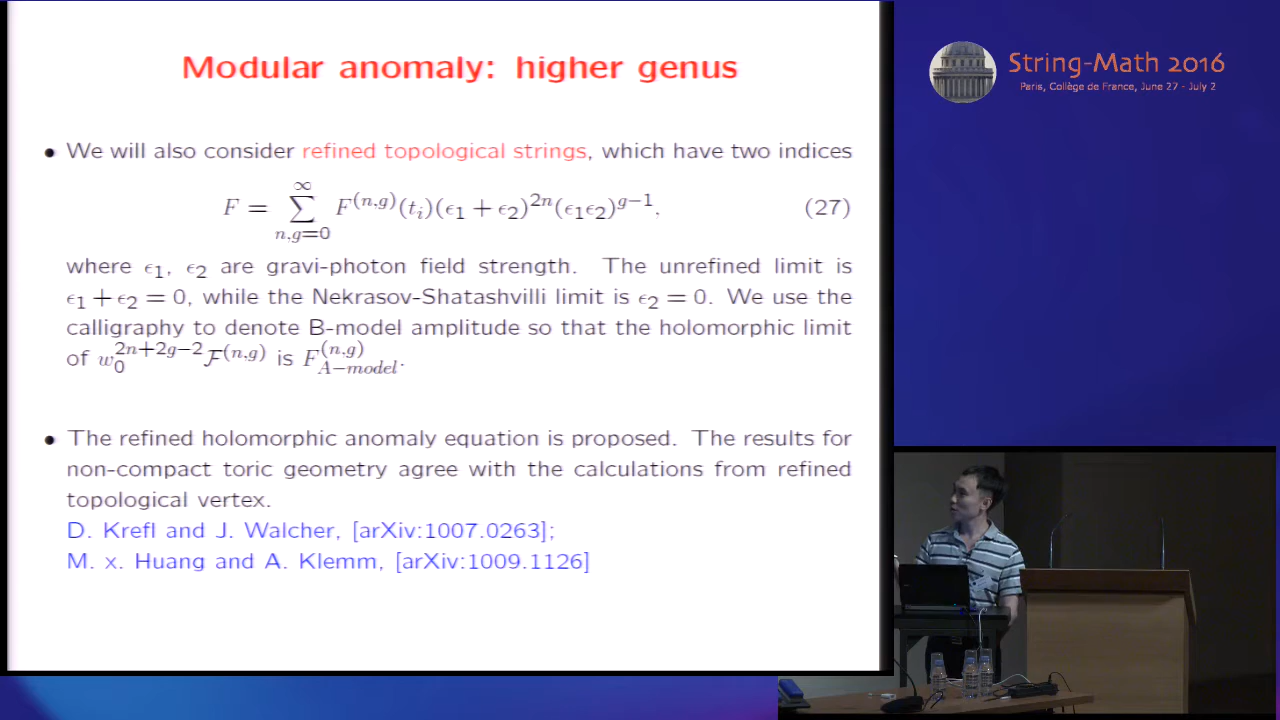 Modular anomaly: higher genus
• We will also consider refined topological strings, which have two indices
F = ∑_{n,g=0}^{∞} F^{(n,g)}(t_i)(ϵ_1 + ϵ_2)^{2n}(ϵ_1ϵ_2)^{g−1}, (27)
where ϵ_1, ϵ_2 are gravi-photon field strength. The unrefined limit is
ϵ_1 + ϵ_2 = 0, while the Nekrasov-Shatashvilli limit is ϵ_2 = 0. We use the
calligraphy to denote B-model amplitude so that the holomorphic limit
of w_0^{2n+2g−2}ℱ^{(n,g)} is F^{(n,g)}_{A−model}.
• The refined holomorphic anomaly equation is proposed. The results for
non-compact toric geometry agree with the calculations from refined
topological vertex.
D. Krefl and J. Walcher, [arXiv:1007.0263];
M. x. Huang and A. Klemm, [arXiv:1009.1126]
String-Math 2016
Paris, Collège de France, June 27 - July 2